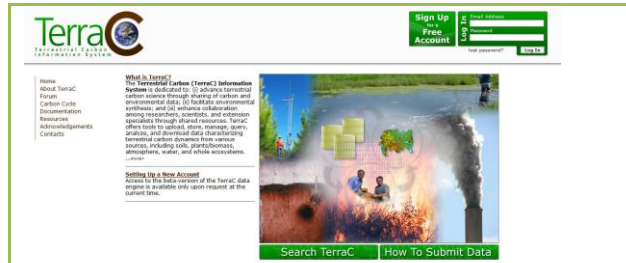 TerraC
Terrestrial Carbon
Information System
Sign Up
for a
Free
Account
Log In
Email Address
Password
lost password?
Log In
Home
About TerraC
Forum
Carbon Cycle
Documentation
Resources
Acknowledgements
Contacts
What is TerraC?
The Terrestrial Carbon (TerraC) Information
System is dedicated to: (i) advance terrestrial
carbon science through sharing of carbon and
environmental data; (ii) facilitate environmental
synthesis; and (iii) enhance collaboration
among researchers, scientists, and extension
specialists through shared resources. TerraC
offers tools to upload, store, manage, query,
analyze, and download data characterizing
terrestrial carbon dynamics from various
sources, including soils, plants/biomass,
atmosphere, water, and whole ecosystems.
...more>
Setting Up a New Account
Access to the beta-version of the TerraC data
engine is available only upon request at the
current time.
Search TerraC
How To Submit Data